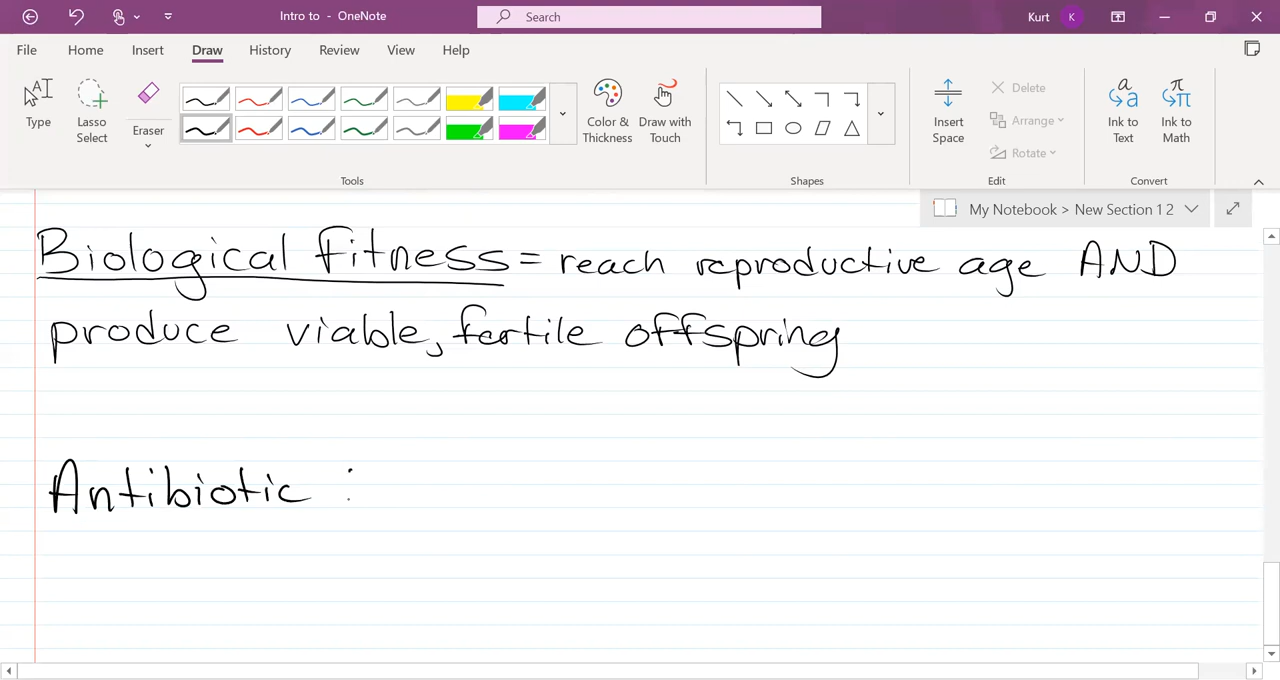 Intro to - OneNote
Search
Kurt K
File Home Insert Draw History Review View Help
Type
Lasso Select
Eraser
Color & Thickness
Draw with Touch
Insert Space
Delete
Arrange
Rotate
Ink to Text
Ink to Math
Tools
Shapes
Edit
Convert
My Notebook > New Section 1 2
Biological Fitness = reach reproductive age AND
produce viable, fertile offspring
Antibiotic :